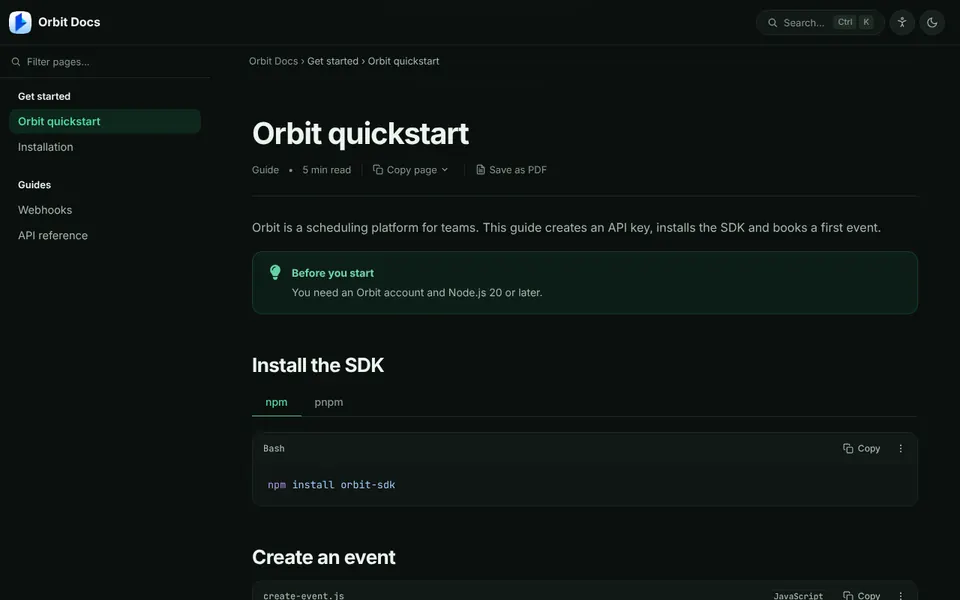 Orbit Docs
Search... Ctrl K
Filter pages...
Get started
Orbit quickstart
Installation
Guides
Webhooks
API reference
Orbit Docs › Get started › Orbit quickstart
Orbit quickstart
Guide • 5 min read Copy page Save as PDF
Orbit is a scheduling platform for teams. This guide creates an API key, installs the SDK and books a first event.
Before you start
You need an Orbit account and Node.js 20 or later.
Install the SDK
npm pnpm
Bash Copy
npm install orbit-sdk
Create an event
create-event.js JavaScript Copy